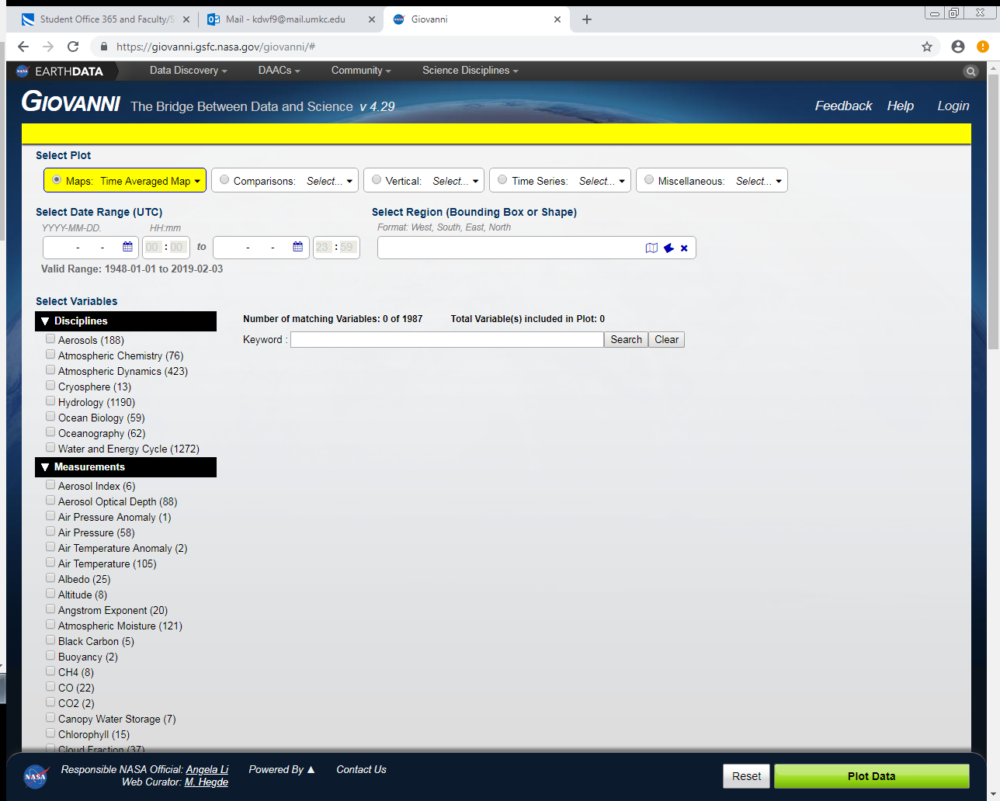 Student Office 365 and Faculty/S
Mail - kdwf9@mail.umkc.edu
Giovanni
https://giovanni.gsfc.nasa.gov/giovanni/#
NASA EARTHDATA Data Discovery DAACs Community Science Disciplines
GIOVANNI The Bridge Between Data and Science v 4.29 Feedback Help Login
Select Plot
Maps: Time Averaged Map Comparisons: Select... Vertical: Select... Time Series: Select... Miscellaneous: Select...
Select Date Range (UTC) Select Region (Bounding Box or Shape)
YYYY-MM-DD. HH:mm Format: West, South, East, North
- - 00 : 00 to - - 23 : 59
Valid Range: 1948-01-01 to 2019-02-03
Select Variables
Disciplines
Number of matching Variables: 0 of 1987 Total Variable(s) included in Plot: 0
Keyword : Search Clear
Aerosols (188)
Atmospheric Chemistry (76)
Atmospheric Dynamics (423)
Cryosphere (13)
Hydrology (1190)
Ocean Biology (59)
Oceanography (62)
Water and Energy Cycle (1272)
Measurements
Aerosol Index (6)
Aerosol Optical Depth (88)
Air Pressure Anomaly (1)
Air Pressure (58)
Air Temperature Anomaly (2)
Air Temperature (105)
Albedo (25)
Altitude (8)
Angstrom Exponent (20)
Atmospheric Moisture (121)
Black Carbon (5)
Buoyancy (2)
CH4 (8)
CO (22)
CO2 (2)
Canopy Water Storage (7)
Chlorophyll (15)
Cloud Fraction (37)
NASA
Responsible NASA Official: Angela Li Powered By Contact Us
Web Curator: M. Hegde
Reset Plot Data